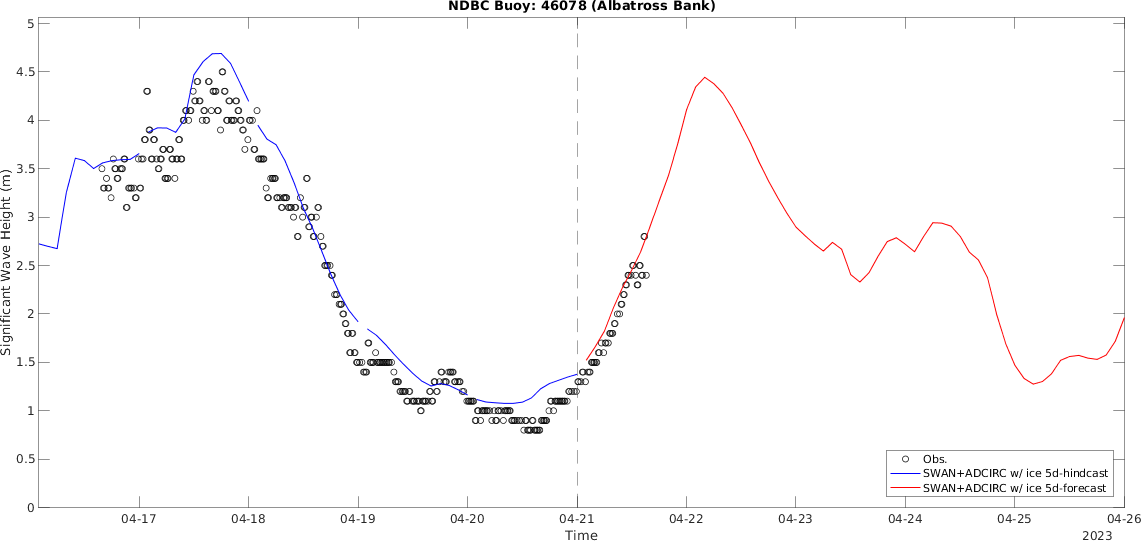 NDBC Buoy: 46078 (Albatross Bank)
Significant Wave Height (m)
5
4.5
4
3.5
3
2.5
2
1.5
1
0.5
0
04-17 04-18 04-19 04-20 04-21 04-22 04-23 04-24 04-25 04-26
Time
2023
Obs.
SWAN+ADCIRC w/ ice 5d-hindcast
SWAN+ADCIRC w/ ice 5d-forecast